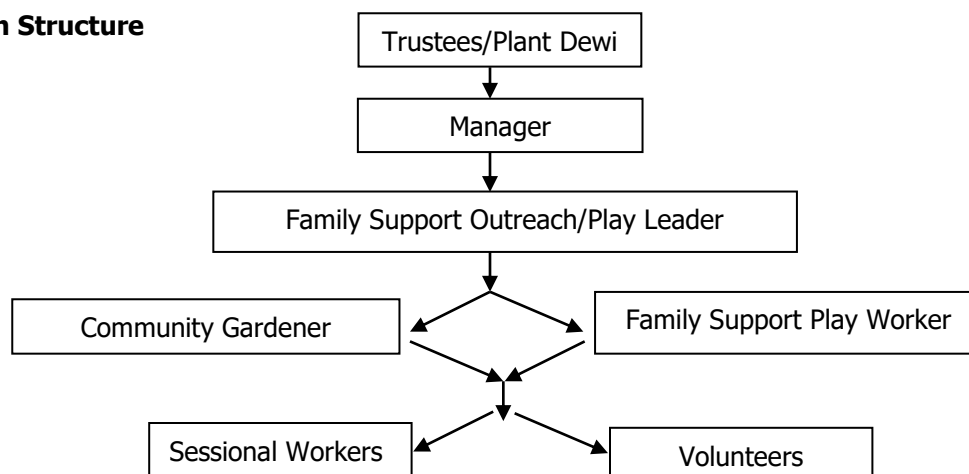 n Structure
Trustees/Plant Dewi
Manager
Family Support Outreach/Play Leader
Community Gardener
Family Support Play Worker
Sessional Workers
Volunteers